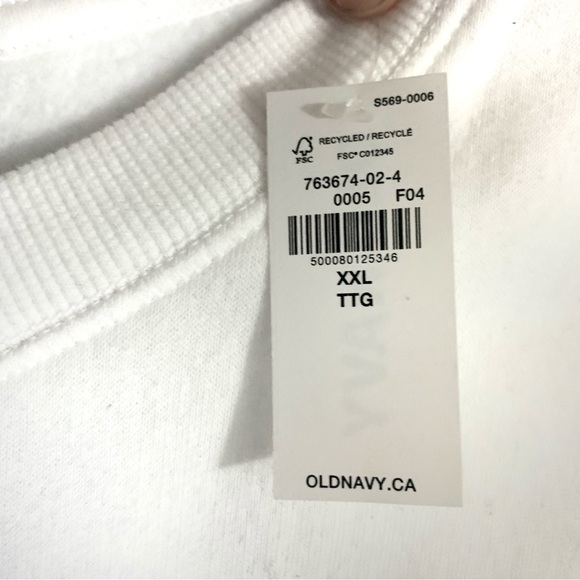 S569-0006
RECYCLED / RECYCLÉ
FSC
FSC® C012345
763674-02-4
0005 F04
500080125346
XXL
TTG
OLDNAVY.CA